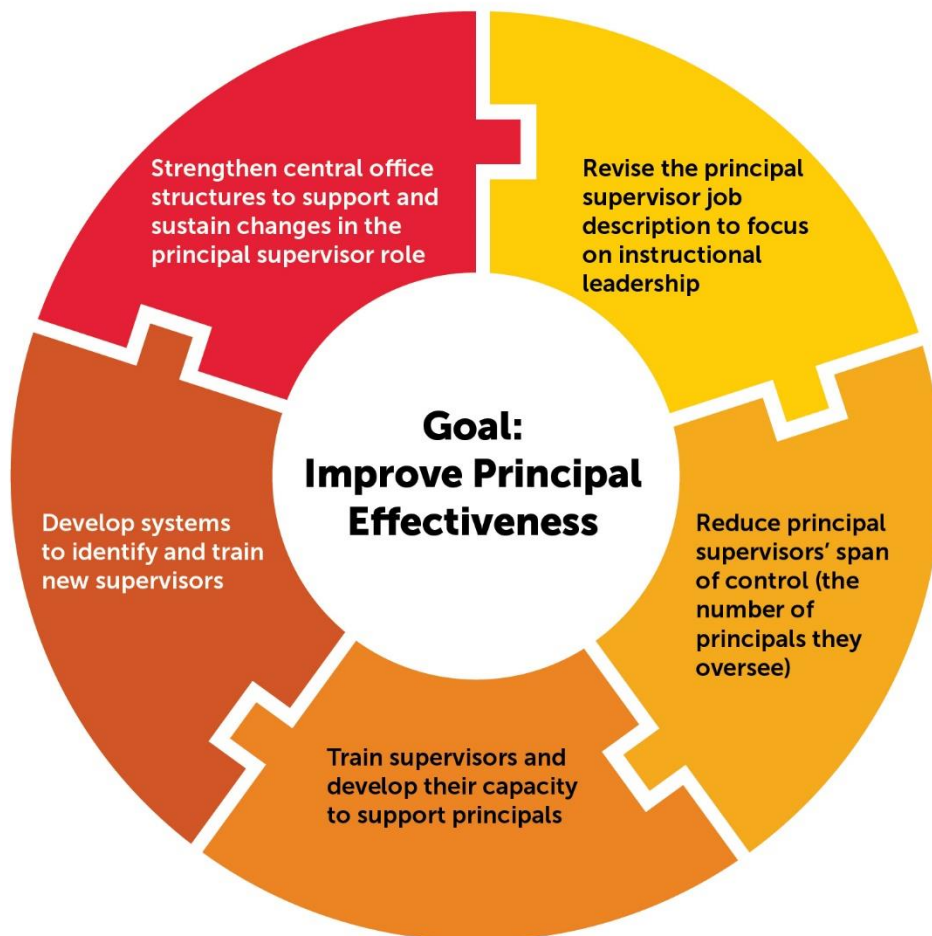 Strengthen central office
structures to support and
sustain changes in the
principal supervisor role
Revise the principal
supervisor job
description to focus
on instructional
leadership
Goal:
Improve Principal
Effectiveness
Develop systems
to identify and train
new supervisors
Reduce principal
supervisors’ span
of control (the
number of
principals they
oversee)
Train supervisors and
develop their capacity
to support principals